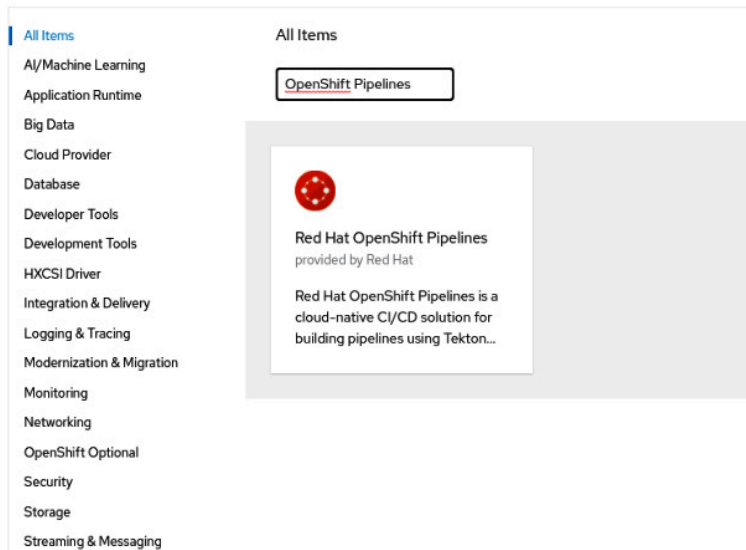 All Items
AI/Machine Learning
Application Runtime
Big Data
Cloud Provider
Database
Developer Tools
Development Tools
HXCSI Driver
Integration & Delivery
Logging & Tracing
Modernization & Migration
Monitoring
Networking
OpenShift Optional
Security
Storage
Streaming & Messaging
All Items
OpenShift Pipelines
Red Hat OpenShift Pipelines
provided by Red Hat
Red Hat OpenShift Pipelines is a
cloud-native CI/CD solution for
building pipelines using Tekton...